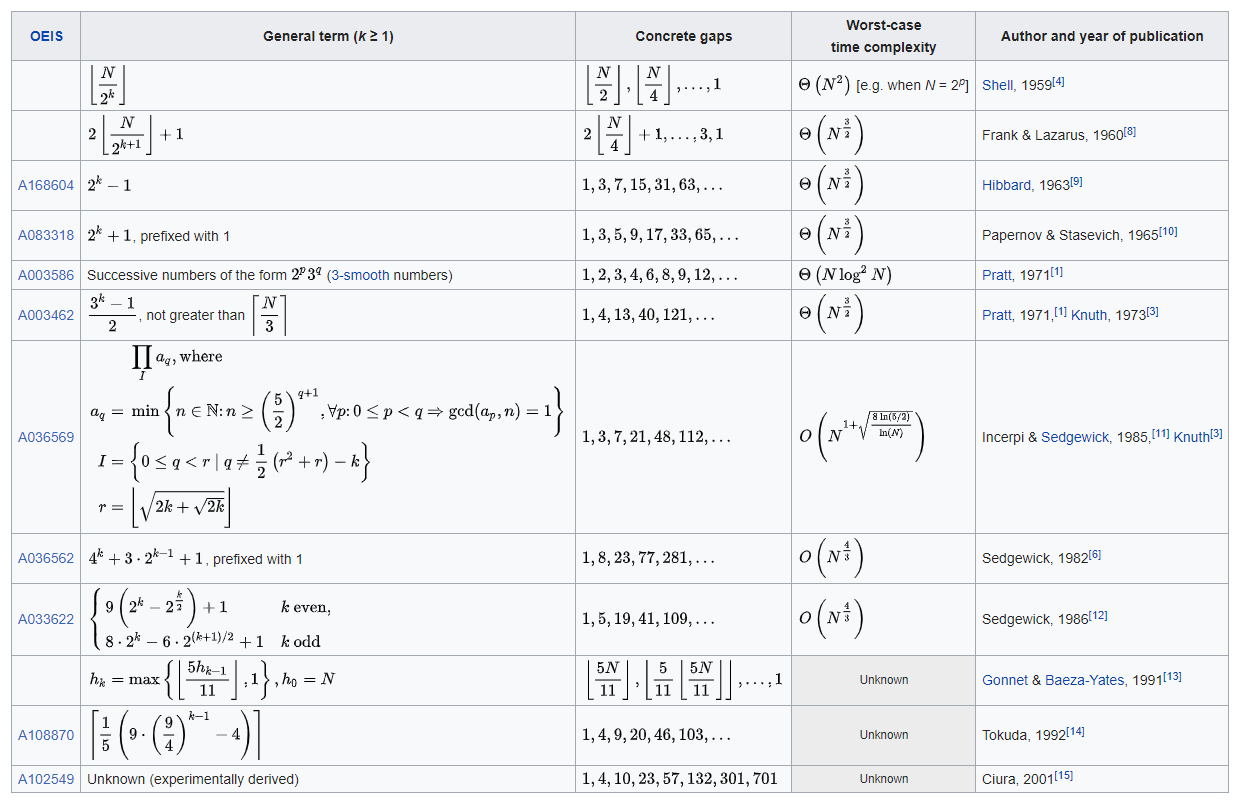 OEIS General term (k ≥ 1) Concrete gaps Worst-case time complexity Author and year of publication
⌊N/2^k⌋ ⌊N/2⌋, ⌊N/4⌋, ..., 1 Θ(N^2) [e.g. when N = 2^p] Shell, 1959[4]
2⌊N/2^(k+1)⌋ + 1 2⌊N/4⌋ + 1, ..., 3, 1 Θ(N^(3/2)) Frank & Lazarus, 1960[8]
A168604 2^k − 1 1, 3, 7, 15, 31, 63, ... Θ(N^(3/2)) Hibbard, 1963[9]
A083318 2^k + 1, prefixed with 1 1, 3, 5, 9, 17, 33, 65, ... Θ(N^(3/2)) Papernov & Stasevich, 1965[10]
A003586 Successive numbers of the form 2^p 3^q (3-smooth numbers) 1, 2, 3, 4, 6, 8, 9, 12, ... Θ(N log^2 N) Pratt, 1971[1]
A003462 (3^k − 1)/2, not greater than ⌈N/3⌉ 1, 4, 13, 40, 121, ... Θ(N^(3/2)) Pratt, 1971,[1] Knuth, 1973[3]
∏_I a_q, where
a_q = min{n ∈ ℕ: n ≥ (5/2)^(q+1), ∀p: 0 ≤ p < q ⇒ gcd(a_p, n) = 1}
A036569 1, 3, 7, 21, 48, 112, ... O(N^(1+√(8 ln(5/2)/ln(N)))) Incerpi & Sedgewick, 1985,[11] Knuth[3]
I = {0 ≤ q < r | q ≠ 1/2 (r^2 + r) − k}
r = ⌊√(2k + √(2k))⌋
A036562 4^k + 3 · 2^(k−1) + 1, prefixed with 1 1, 8, 23, 77, 281, ... O(N^(4/3)) Sedgewick, 1982[6]
A033622 { 9(2^k − 2^(k/2)) + 1 k even,
8 · 2^k − 6 · 2^((k+1)/2) + 1 k odd 1, 5, 19, 41, 109, ... O(N^(4/3)) Sedgewick, 1986[12]
h_k = max{⌊5h_(k−1)/11⌋, 1}, h_0 = N ⌊5N/11⌋, ⌊5/11 ⌊5N/11⌋⌋, ..., 1 Unknown Gonnet & Baeza-Yates, 1991[13]
A108870 ⌈1/5 (9 · (9/4)^(k−1) − 4)⌉ 1, 4, 9, 20, 46, 103, ... Unknown Tokuda, 1992[14]
A102549 Unknown (experimentally derived) 1, 4, 10, 23, 57, 132, 301, 701 Unknown Ciura, 2001[15]